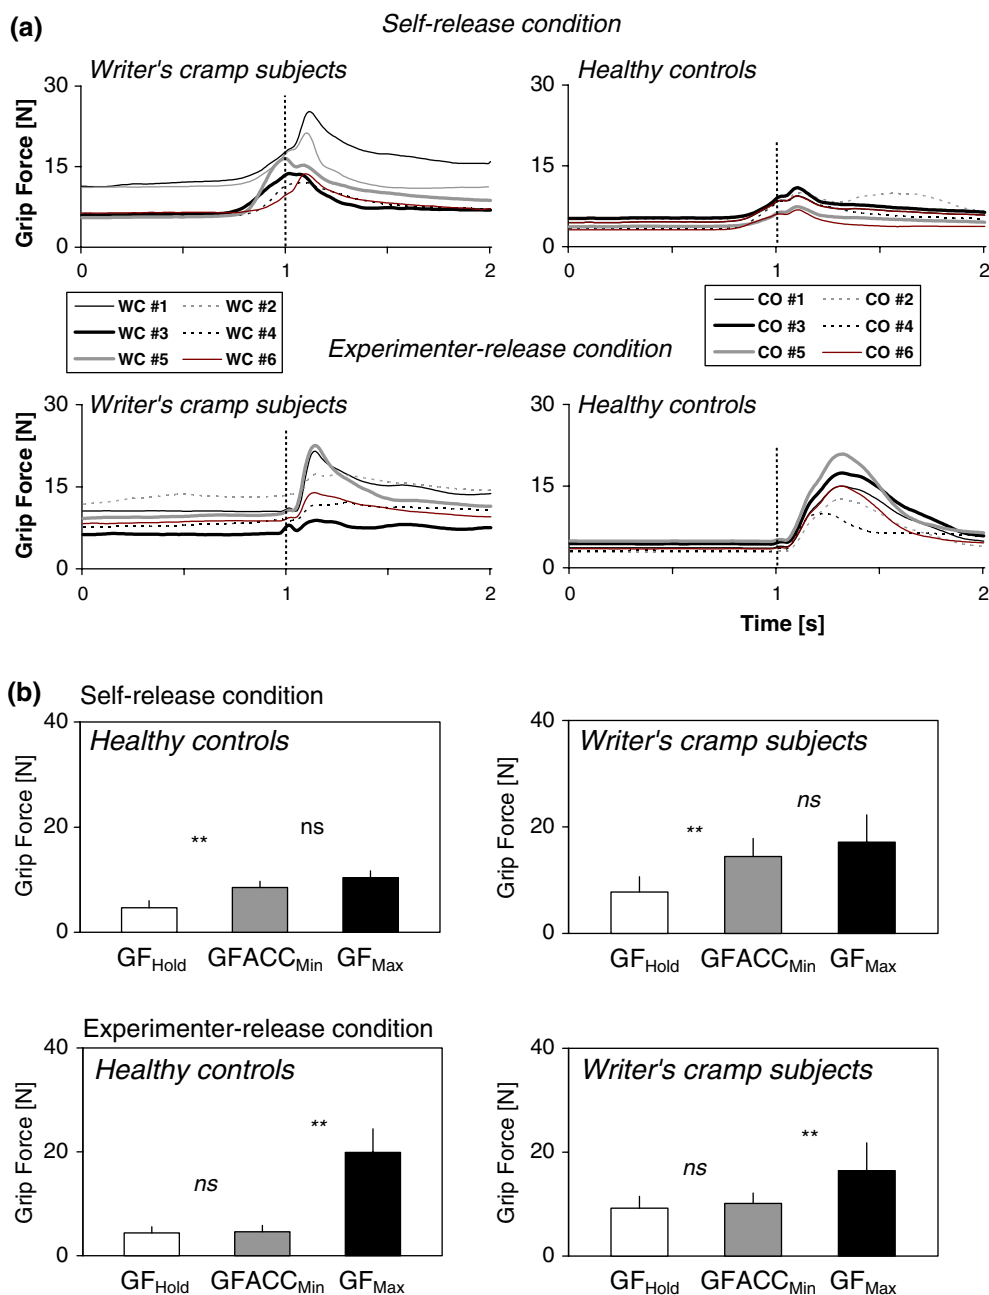 (a)
Self-release condition
Writer's cramp subjects
Healthy controls
Grip Force [N]
30
15
0
0
1
2
30
15
0
0
1
2
WC #1
WC #2
WC #3
WC #4
WC #5
WC #6
CO #1
CO #2
CO #3
CO #4
CO #5
CO #6
Experimenter-release condition
Writer's cramp subjects
Healthy controls
Grip Force [N]
30
15
0
0
1
2
30
15
0
0
1
2
Time [s]
(b)
Self-release condition
Healthy controls
Grip Force [N]
40
20
0
**
ns
GFHold
GFACCMin
GFMax
Writer's cramp subjects
Grip Force [N]
40
20
0
**
ns
GFHold
GFACCMin
GFMax
Experimenter-release condition
Healthy controls
Grip Force [N]
40
20
0
ns
**
GFHold
GFACCMin
GFMax
Writer's cramp subjects
Grip Force [N]
40
20
0
ns
**
GFHold
GFACCMin
GFMax